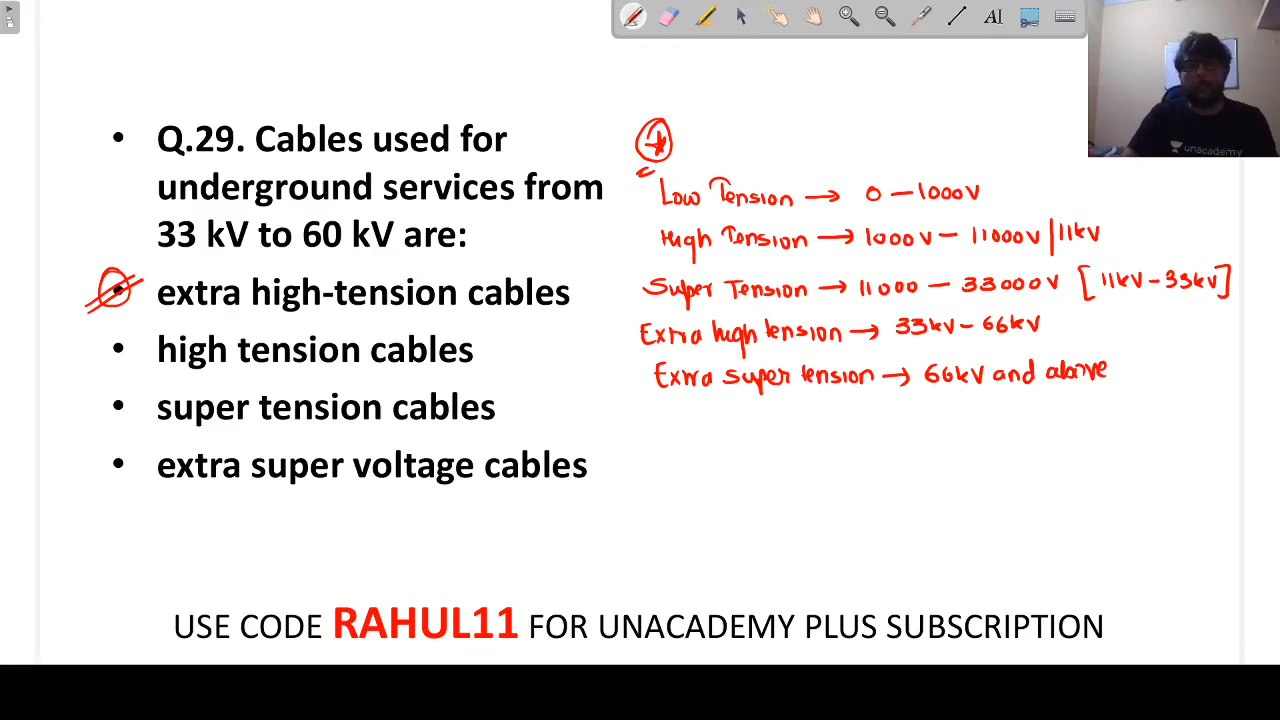 Q.29. Cables used for
underground services from
33 kV to 60 kV are:
extra high-tension cables
high tension cables
super tension cables
extra super voltage cables
Low Tension → 0 – 1000V
High Tension → 1000V – 11000V | 11kV
Super Tension → 11000 – 33000V [11kV – 33kV]
Extra high tension → 33kV – 66kV
Extra super tension → 66kV and above
AI
unacademy
USE CODE RAHUL11 FOR UNACADEMY PLUS SUBSCRIPTION